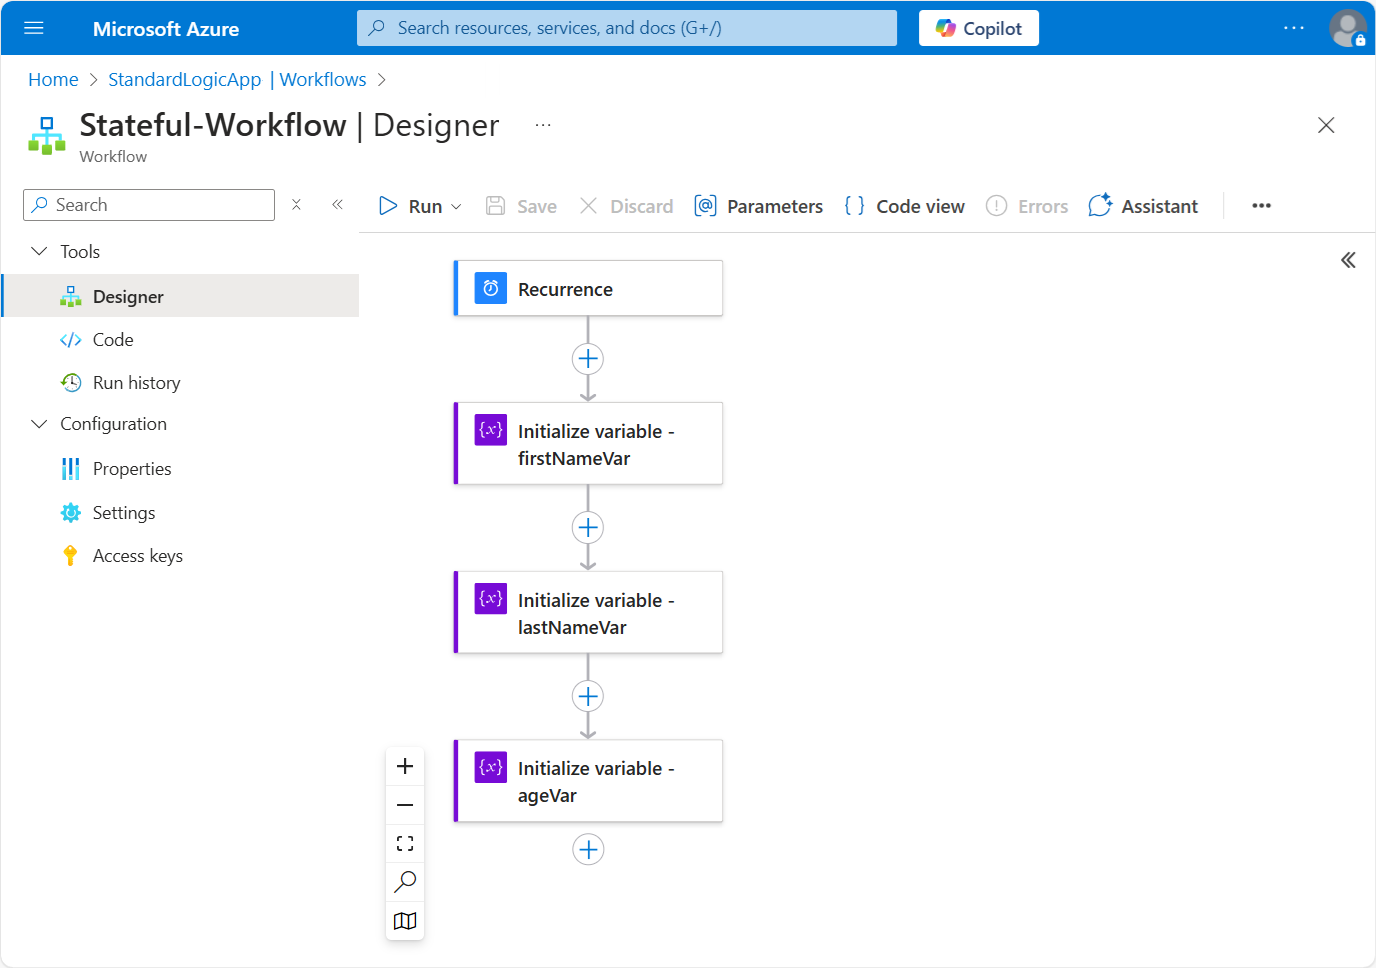 Microsoft Azure
Search resources, services, and docs (G+/)
Copilot
Home > StandardLogicApp | Workflows >
Stateful-Workflow | Designer ...
Workflow
Search
Run
Save
Discard
Parameters
Code view
Errors
Assistant
Tools
Designer
Code
Run history
Configuration
Properties
Settings
Access keys
Recurrence
{x} Initialize variable -
firstNameVar
{x} Initialize variable -
lastNameVar
{x} Initialize variable -
ageVar